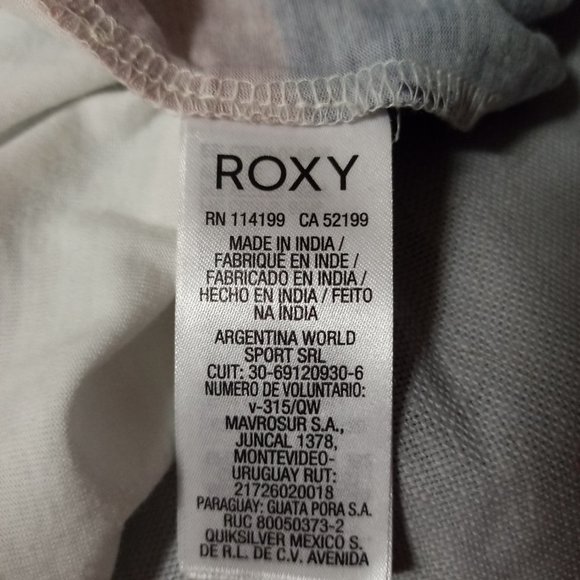 ROXY
RN 114199 CA 52199
MADE IN INDIA /
FABRIQUÉ EN INDE /
FABRICADO EN INDIA /
HECHO EN INDIA / FEITO
NA ÍNDIA
ARGENTINA WORLD
SPORT SRL
CUIT: 30-69120930-6
NUMERO DE VOLUNTARIO:
v-315/QW
MAVROSUR S.A.,
JUNCAL 1378,
MONTEVIDEO-
URUGUAY RUT:
21726020018
PARAGUAY: GUATA PORA S.A.
RUC 80050373-2
QUIKSILVER MEXICO S.
DE R.L. DE C.V. AVENIDA